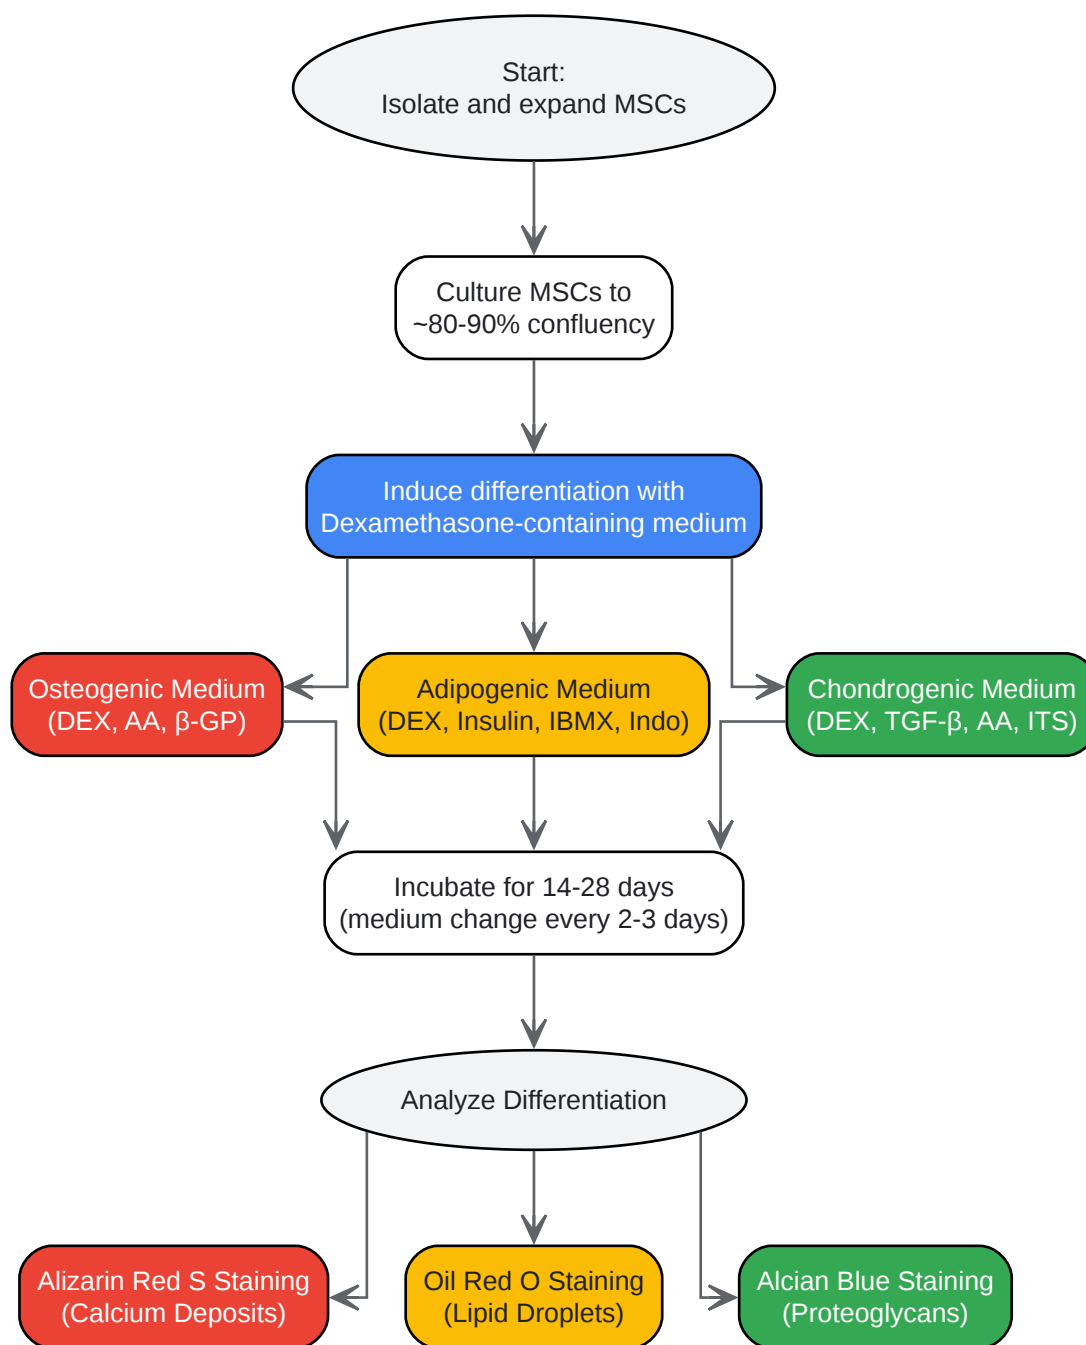 Start:
Isolate and expand MSCs
Culture MSCs to
~80-90% confluency
Induce differentiation with
Dexamethasone-containing medium
Osteogenic Medium
(DEX, AA, β-GP)
Adipogenic Medium
(DEX, Insulin, IBMX, Indo)
Chondrogenic Medium
(DEX, TGF-β, AA, ITS)
Incubate for 14-28 days
(medium change every 2-3 days)
Analyze Differentiation
Alizarin Red S Staining
(Calcium Deposits)
Oil Red O Staining
(Lipid Droplets)
Alcian Blue Staining
(Proteoglycans)